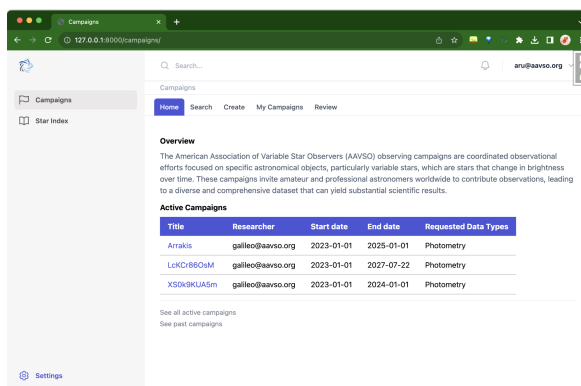 Campaigns
127.0.0.1:8000/campaigns/
Search...
aru@aavso.org
Campaigns
Campaigns
Star Index
Home Search Create My Campaigns Review
Overview
The American Association of Variable Star Observers (AAVSO) observing campaigns are coordinated observational
efforts focused on specific astronomical objects, particularly variable stars, which are stars that change in brightness
over time. These campaigns invite amateur and professional astronomers worldwide to contribute observations, leading
to a diverse and comprehensive dataset that can yield substantial scientific results.
Active Campaigns
Title Researcher Start date End date Requested Data Types
Arrakis galileo@aavso.org 2023-01-01 2025-01-01 Photometry
LcKCr86OsM galileo@aavso.org 2023-01-01 2027-07-22 Photometry
XS0k9KUA5m galileo@aavso.org 2023-01-01 2024-01-01 Photometry
See all active campaigns
See past campaigns
Settings